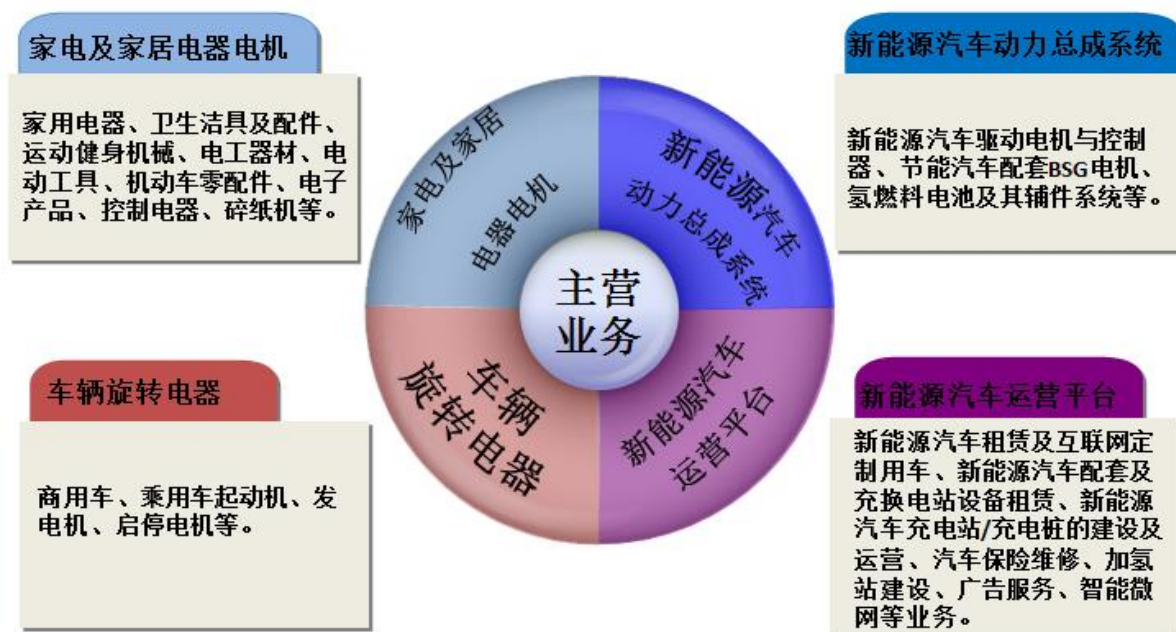 家电及家居电器电机
家用电器、卫生洁具及配件、
运动健身机械、电工器材、电
动工具、机动车零配件、电子
产品、控制电器、碎纸机等。
新能源汽车动力总成系统
新能源汽车驱动电机与控制
器、节能汽车配套BSG电机、
氢燃料电池及其辅件系统等。
家电及家居
电器电机
新能源汽车
动力总成系统
主营
业务
车辆
旋转电器
新能源汽车
运营平台
车辆旋转电器
商用车、乘用车起动机、发
电机、启停电机等。
新能源汽车运营平台
新能源汽车租赁及互联网定
制用车、新能源汽车配套及
充换电站设备租赁、新能源
汽车充电站/充电桩的建设及
运营、汽车保险维修、加氢
站建设、广告服务、智能微
网等业务。